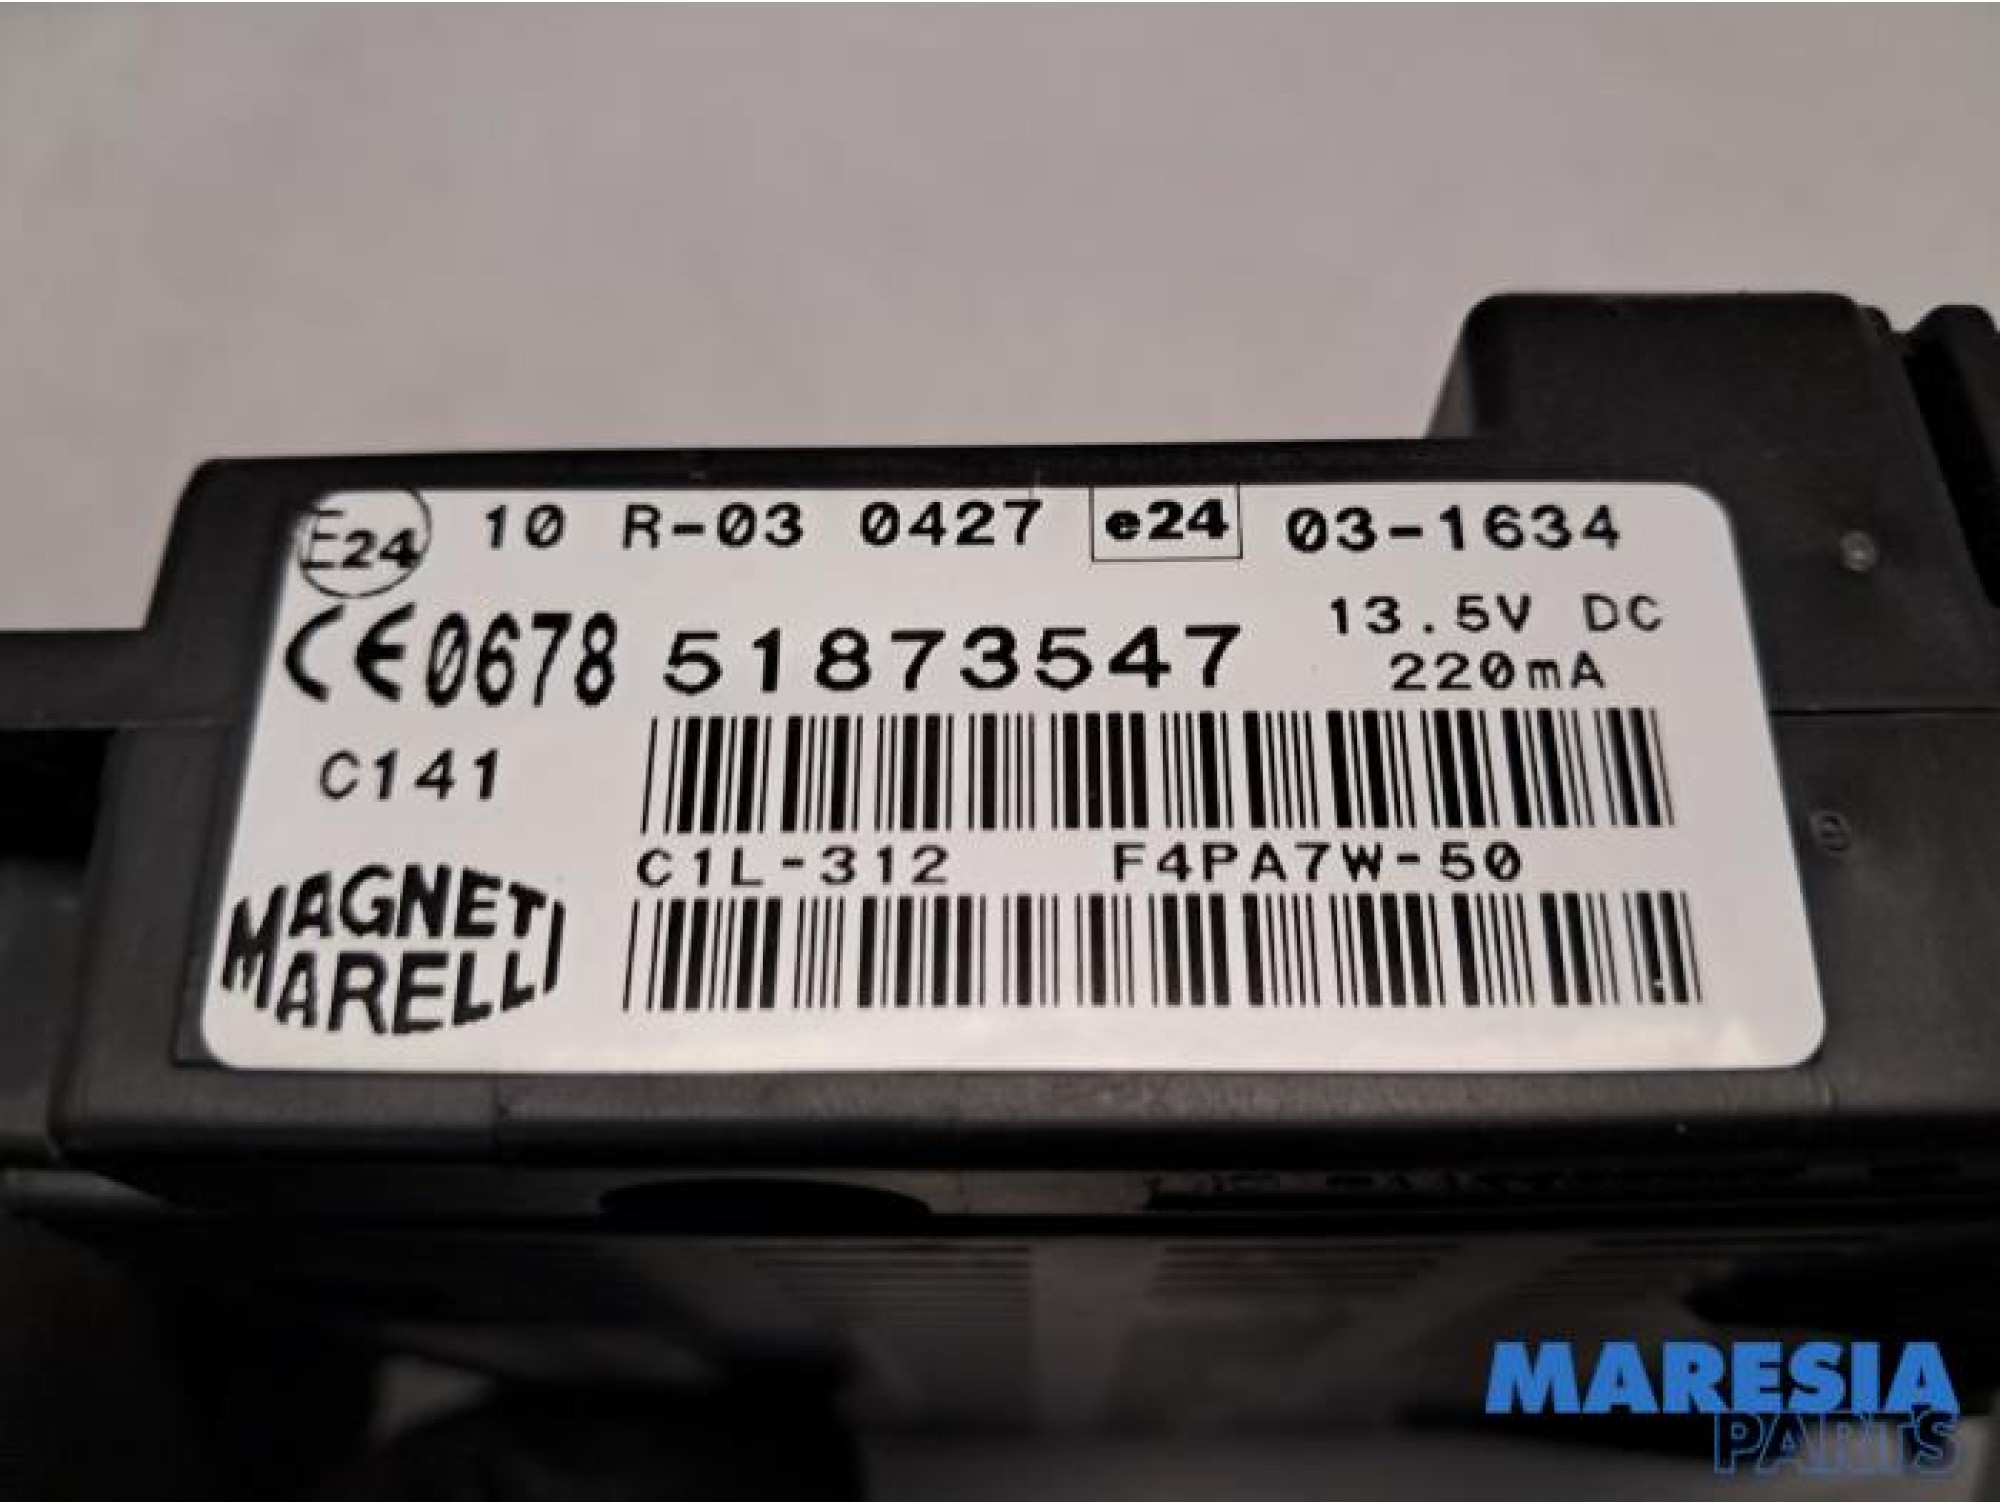 E24 10 R-03 0427 e24 03-1634
CE0678 51873547 13.5V DC
220mA
C141
C1L-312 F4PA7W-50
MAGNETI
MARELLI
MARESIA
PARTS